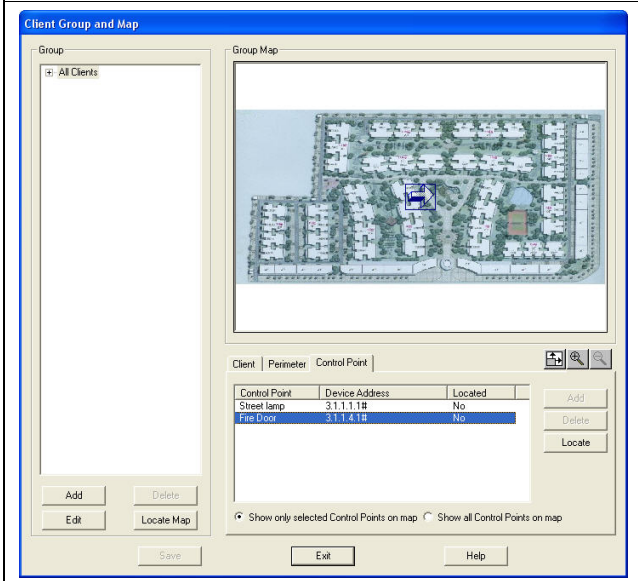 Client Group and Map
Group
All Clients
Add
Delete
Edit
Locate Map
Group Map
Client
Perimeter
Control Point
Control Point Device Address Located
Street lamp 3.1.1.1.1# No
Fire Door 3.1.1.4.1# No
Add
Delete
Locate
Show only selected Control Points on map Show all Control Points on map
Save
Exit
Help